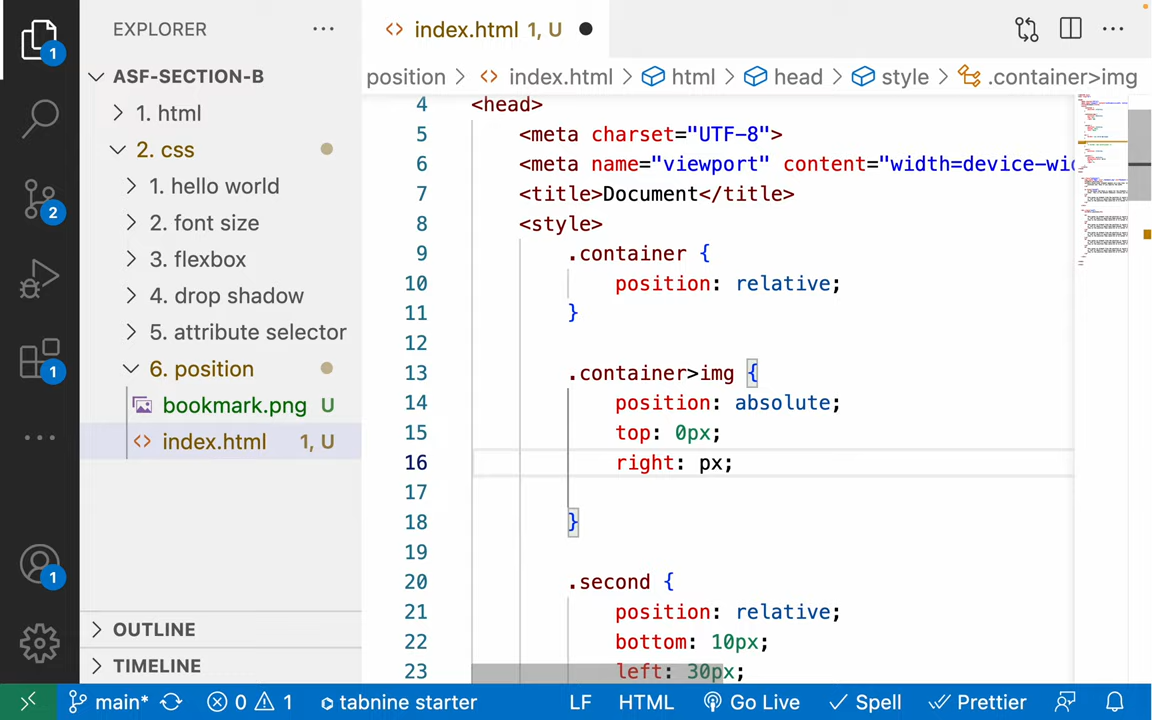 EXPLORER
ASF-SECTION-B
1. html
2. css
1. hello world
2. font size
3. flexbox
4. drop shadow
5. attribute selector
6. position
bookmark.png U
index.html 1, U
OUTLINE
TIMELINE
1
2
1
1
index.html 1, U
position > index.html > html > head > style > .container>img
4 <head>
5 <meta charset="UTF-8">
6 <meta name="viewport" content="width=device-wid
7 <title>Document</title>
8 <style>
9 .container {
10 position: relative;
11 }
12
13 .container>img {
14 position: absolute;
15 top: 0px;
16 right: px;
17
18 }
19
20 .second {
21 position: relative;
22 bottom: 10px;
23 left: 30px;
main* 0 1 tabnine starter LF HTML Go Live Spell Prettier